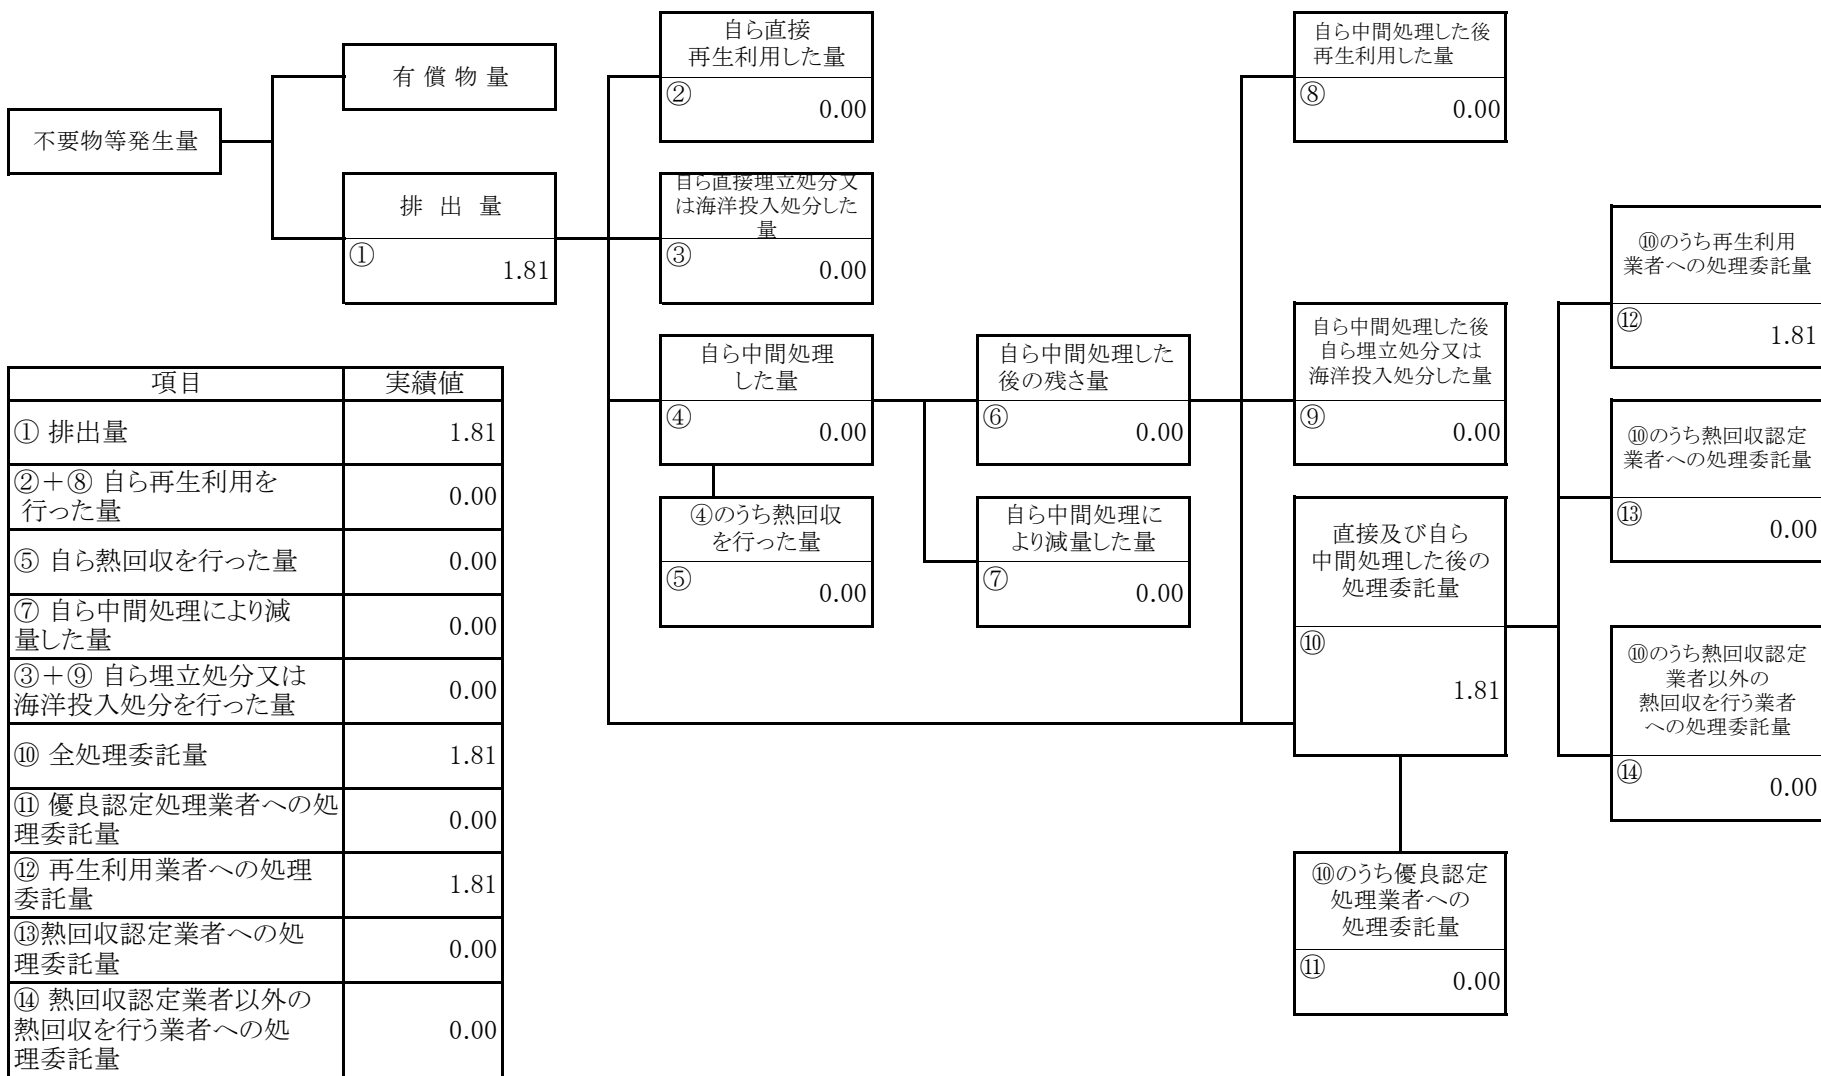 不要物等発生量
有 償 物 量
排 出 量
①
1.81
自ら直接
再生利用した量
②
0.00
自ら直接埋立処分又
は海洋投入処分した
量
③
0.00
自ら中間処理
した量
④
0.00
④のうち熱回収
を行った量
⑤
0.00
自ら中間処理した
後の残さ量
⑥
0.00
自ら中間処理に
より減量した量
⑦
0.00
自ら中間処理した後
再生利用した量
⑧
0.00
自ら中間処理した後
自ら埋立処分又は
海洋投入処分した量
⑨
0.00
直接及び自ら
中間処理した後の
処理委託量
⑩
1.81
⑩のうち優良認定
処理業者への
処理委託量
⑪
0.00
⑩のうち再生利用
業者への処理委託量
⑫
1.81
⑩のうち熱回収認定
業者への処理委託量
⑬
0.00
⑩のうち熱回収認定
業者以外の
熱回収を行う業者
への処理委託量
⑭
0.00
項目 実績値
① 排出量 1.81
②＋⑧ 自ら再生利用を
行った量 0.00
⑤ 自ら熱回収を行った量 0.00
⑦ 自ら中間処理により減
量した量 0.00
③＋⑨ 自ら埋立処分又は
海洋投入処分を行った量 0.00
⑩ 全処理委託量 1.81
⑪ 優良認定処理業者への処
理委託量 0.00
⑫ 再生利用業者への処理
委託量 1.81
⑬熱回収認定業者への処
理委託量 0.00
⑭ 熱回収認定業者以外の
熱回収を行う業者への処
理委託量 0.00